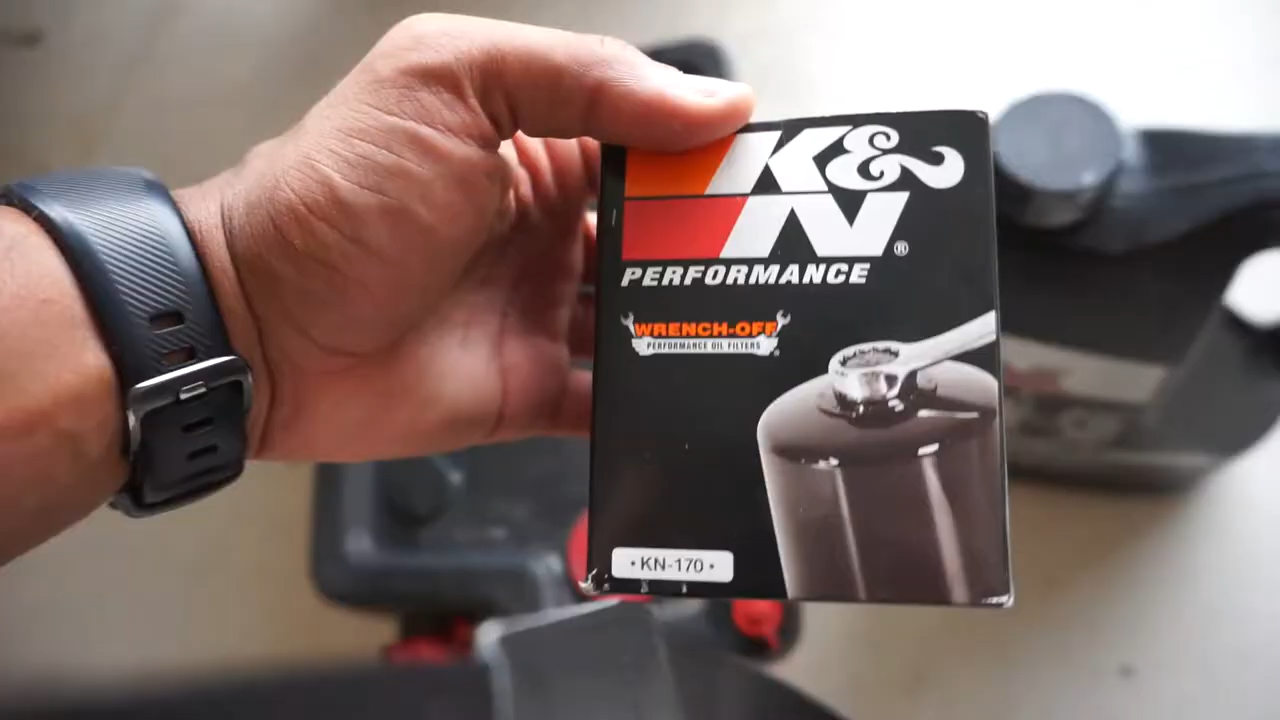 K&
N®
PERFORMANCE
WRENCH-OFF
PERFORMANCE OIL FILTERS
• KN-170 •